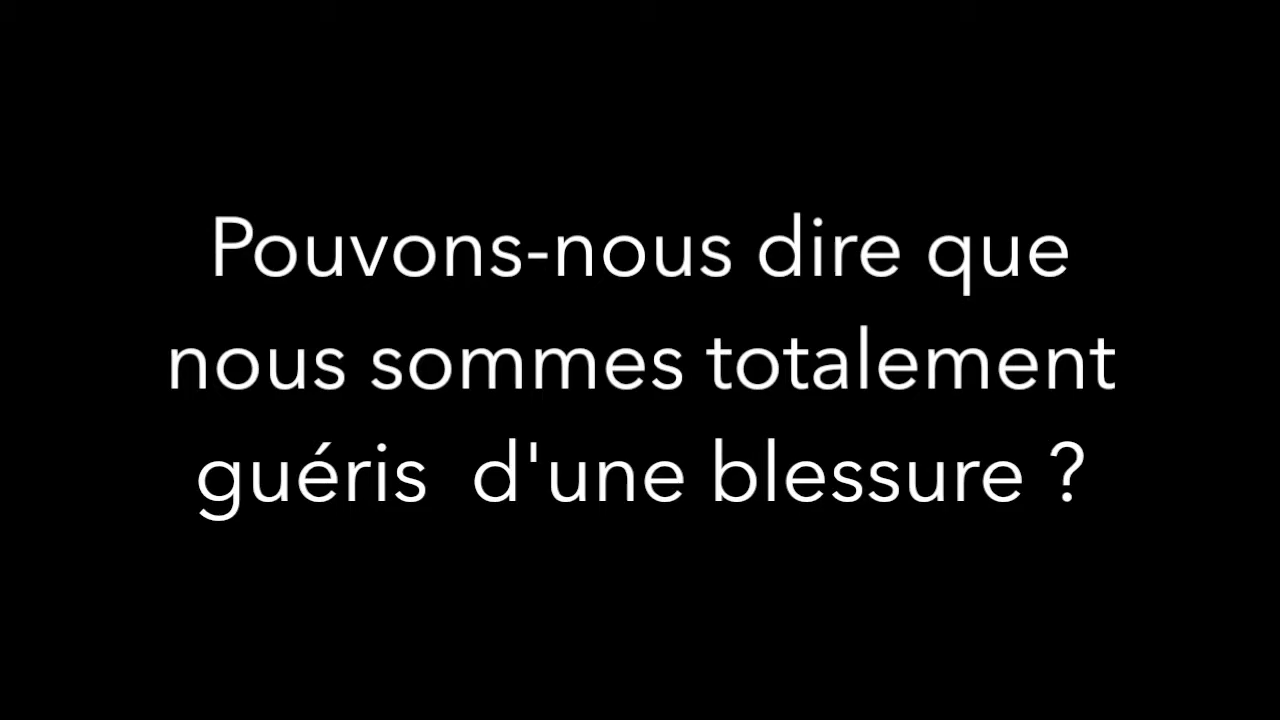 Pouvons-nous dire que
nous sommes totalement
guéris  d'une blessure ?